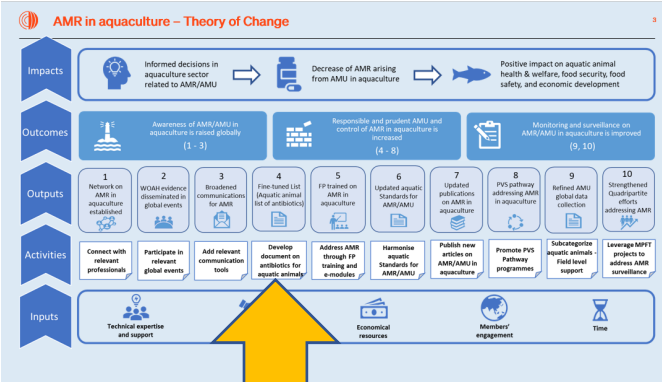 AMR in aquaculture – Theory of Change
3
Impacts
Informed decisions in
aquaculture sector
related to AMR/AMU
Decrease of AMR arising
from AMU in aquaculture
Positive impact on aquatic animal
health & welfare, food security, food
safety, and economic development
Outcomes
Awareness of AMR/AMU in
aquaculture is raised globally
(1 - 3)
Responsible and prudent AMU and
control of AMR in aquaculture is
increased
(4 - 8)
Monitoring and surveillance on
AMR/AMU in aquaculture is improved
(9, 10)
Outputs
1
Network on
AMR in
aquaculture
established
2
WOAH evidence
disseminated in
global events
3
Broadened
communications
for AMR
4
Fine-tuned List
(Aquatic animal
list of antibiotics)
5
FP trained on
AMR in
aquaculture
6
Updated aquatic
Standards for
AMR/AMU
7
Updated
publications
on AMR in
aquaculture
8
PVS pathway
addressing AMR
in aquaculture
9
Refined AMU
global data
collection
10
Strengthened
Quadripartite
efforts
addressing AMR
Activities
Connect with
relevant
professionals
Participate in
relevant
global events
Add relevant
communication
tools
Develop
document on
antibiotics for
aquatic animals
Address AMR
through FP
training and
e-modules
Harmonise
aquatic
Standards for
AMR/AMU
Publish new
articles on
AMR/AMU in
aquaculture
Promote PVS
Pathway
programmes
Subcategorize
aquatic animals -
Field level
support
Leverage MPFT
projects to
address AMR
surveillance
Inputs
Technical expertise
and support
Economical
resources
Members'
engagement
Time